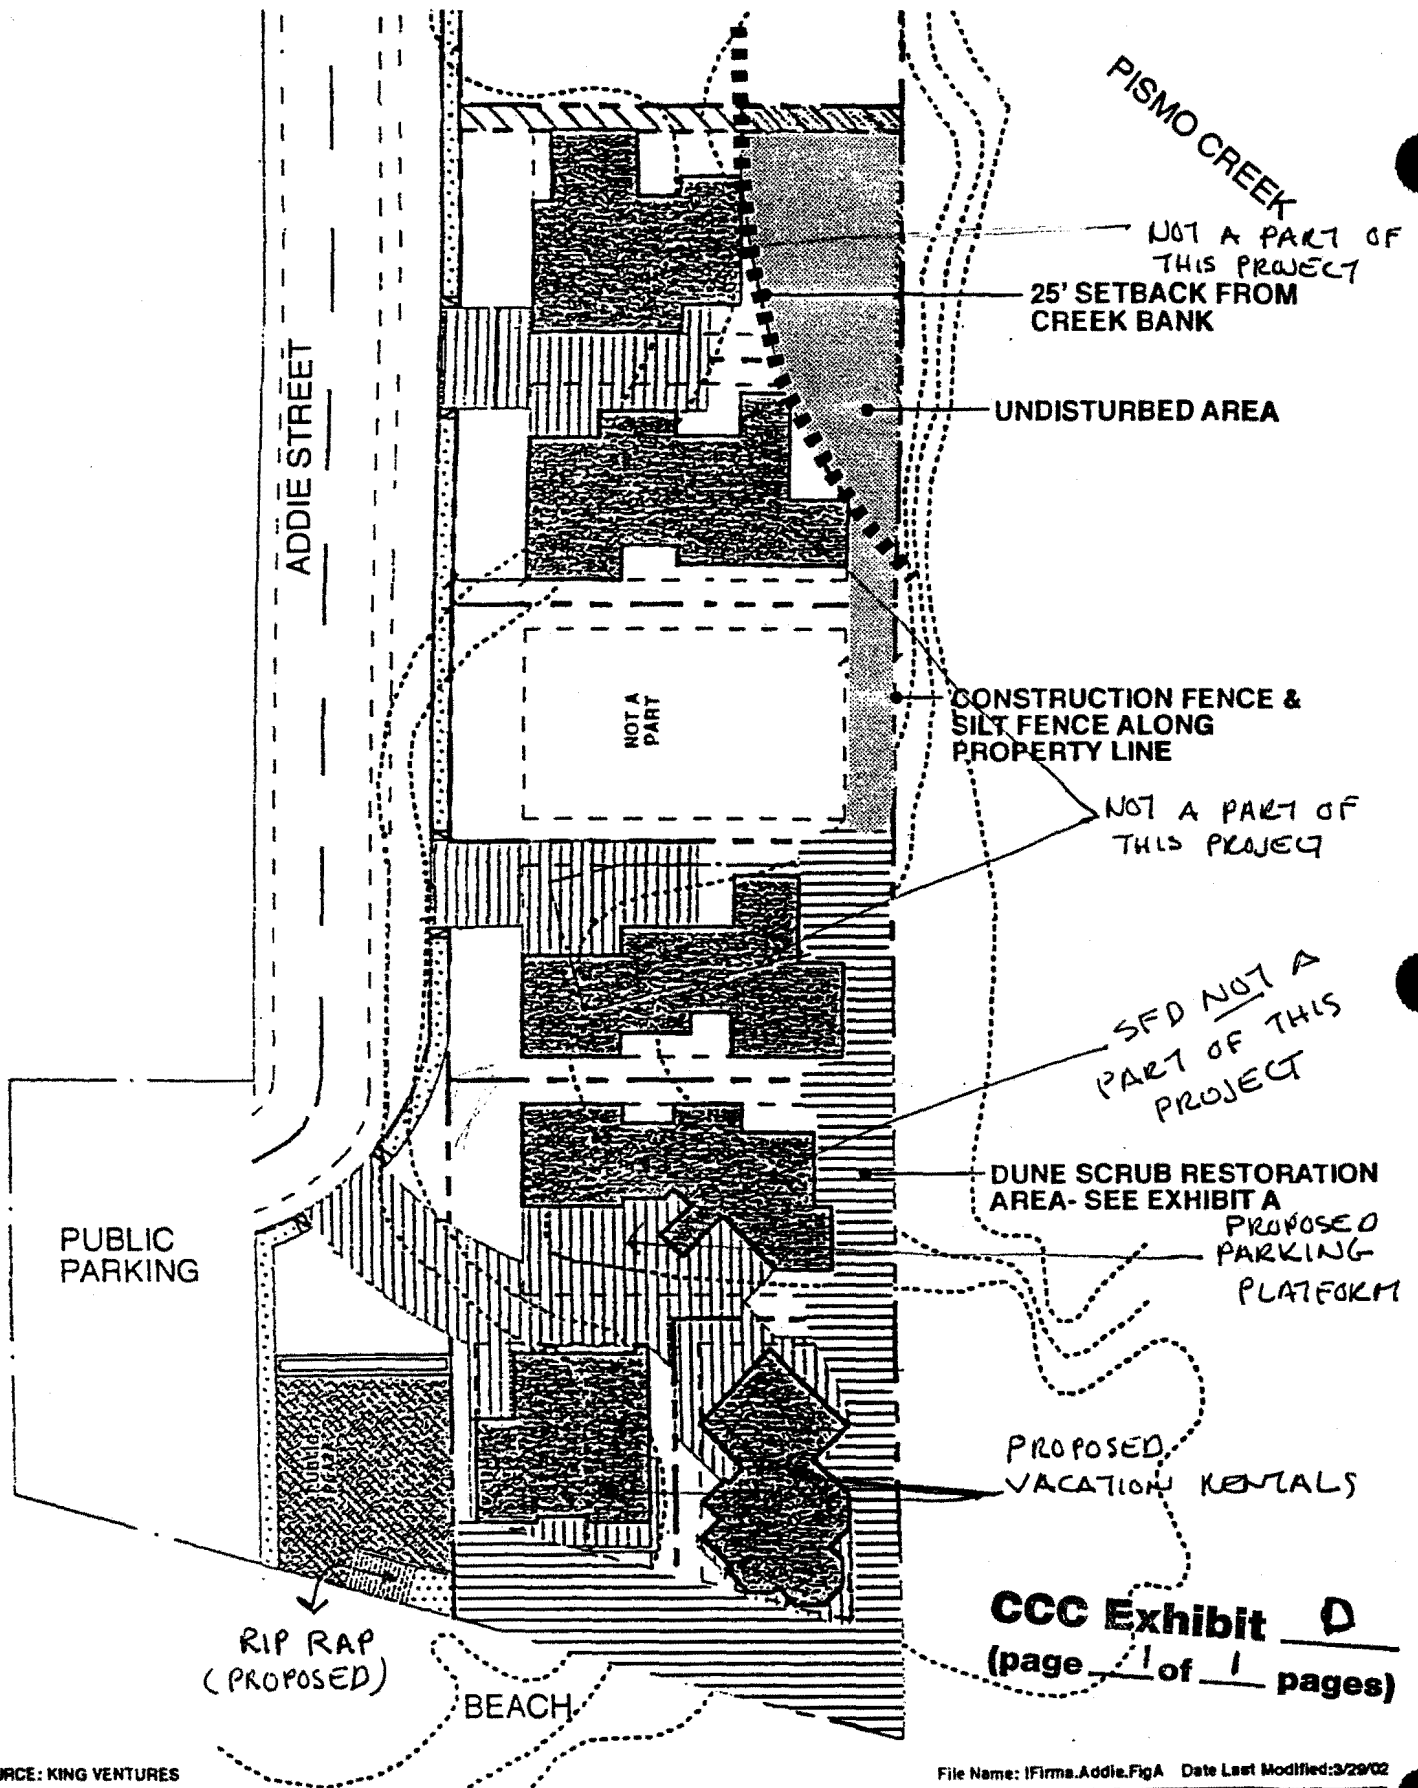 PISMO CREEK
NOT A PART OF
THIS PROJECT
25' SETBACK FROM
CREEK BANK
ADDIE STREET
UNDISTURBED AREA
NOT A
PART
CONSTRUCTION FENCE &
SILT FENCE ALONG
PROPERTY LINE
NOT A PART OF
THIS PROJECT
SFD NOT A
PART OF THIS
PROJECT
DUNE SCRUB RESTORATION
AREA- SEE EXHIBIT A
PROPOSED
PARKING
PLATFORM
PUBLIC
PARKING
PROPOSED
VACATION RENTALS
CCC Exhibit D
(page 1 of 1 pages)
RIP RAP
(PROPOSED)
BEACH
URCE: KING VENTURES
File Name: !Firma.Addie.FigA Date Last Modified:3/29/02